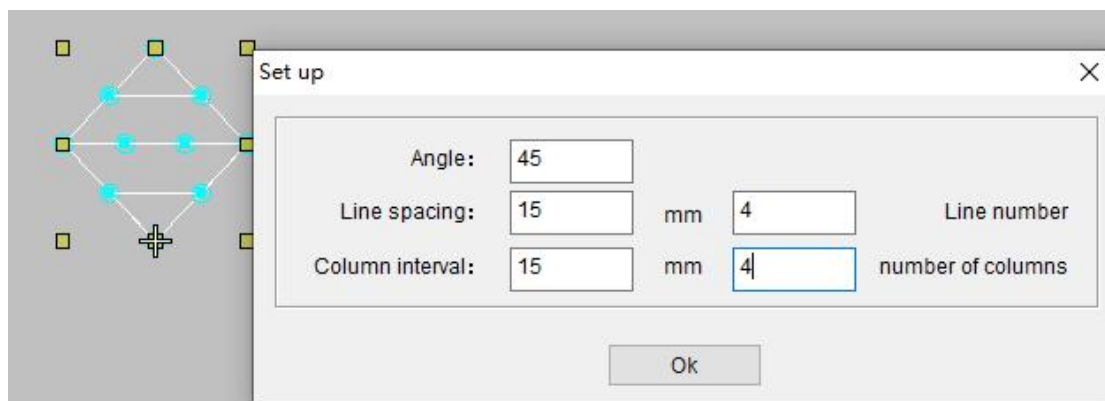 Set up
Angle: 45
Line spacing: 15 mm 4 Line number
Column interval: 15 mm 4 number of columns
Ok